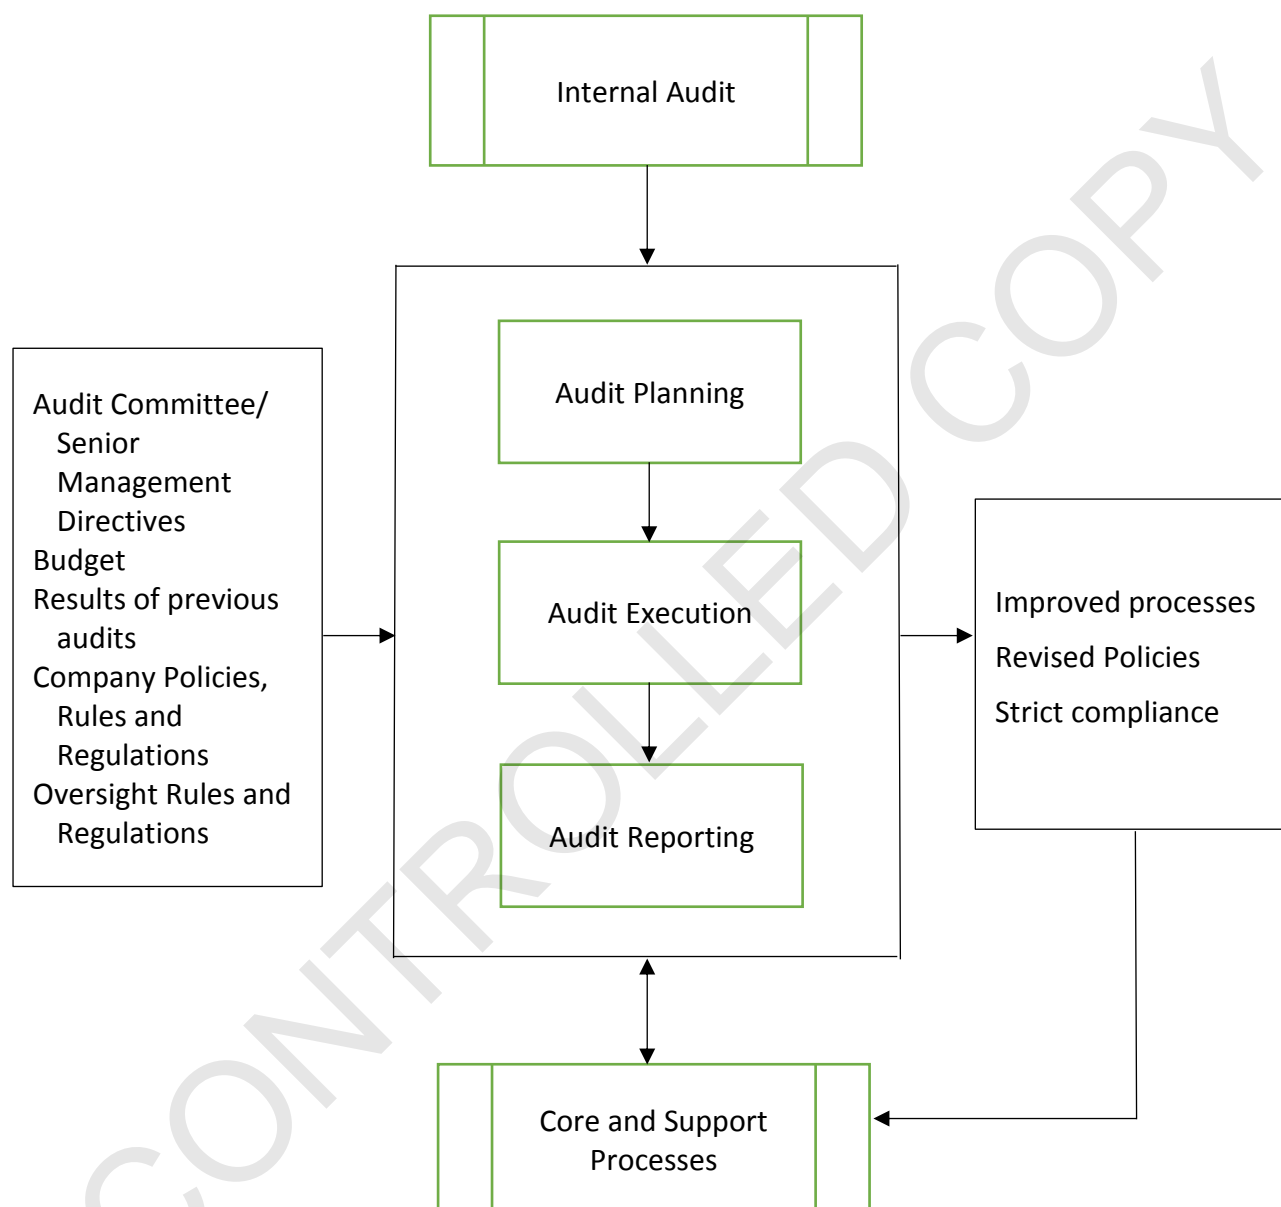 Internal Audit
Audit Planning
Audit Committee/
Senior
Management
Directives
Budget
Results of previous
audits
Company Policies,
Rules and
Regulations
Oversight Rules and
Regulations
Audit Execution
Audit Reporting
Improved processes
Revised Policies
Strict compliance
Core and Support
Processes
CONTROLLED COPY